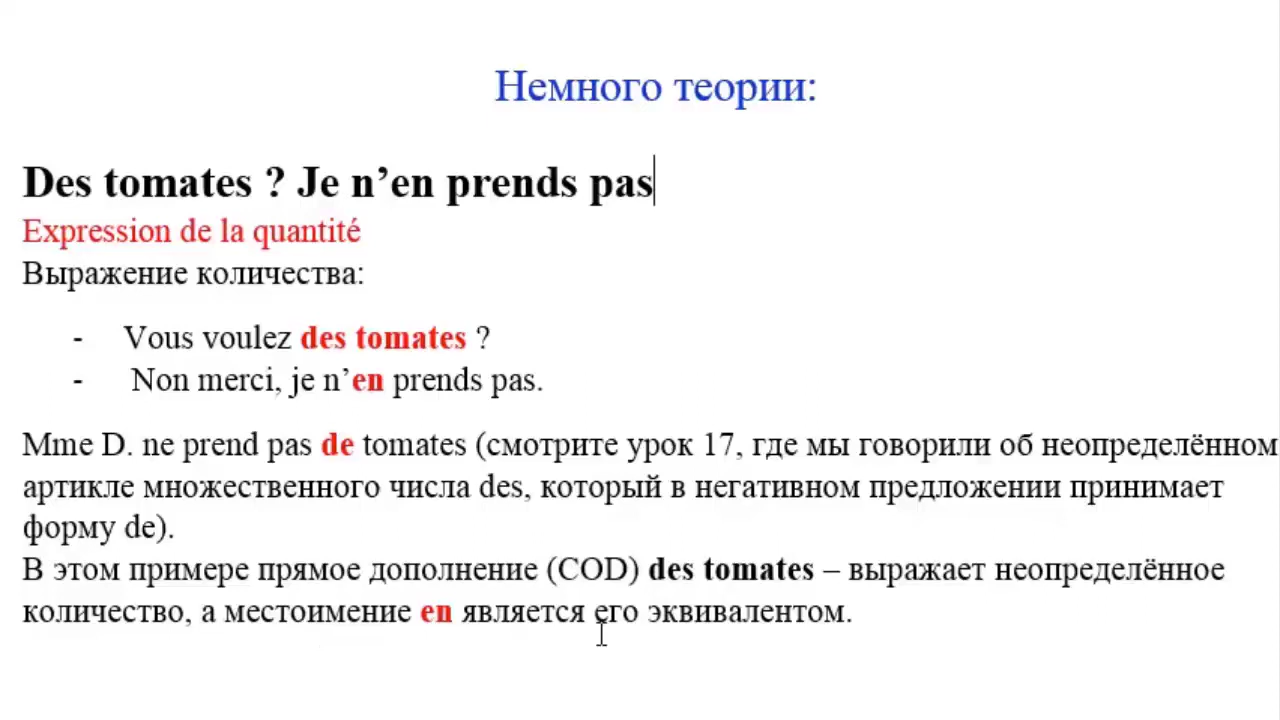 Немного теории:
Des tomates ? Je n’en prends pas
Expression de la quantité
Выражение количества:
- Vous voulez des tomates ?
- Non merci, je n’en prends pas.
Mme D. ne prend pas de tomates (смотрите урок 17, где мы говорили об неопределённом
артикле множественного числа des, который в негативном предложении принимает
форму de).
В этом примере прямое дополнение (COD) des tomates – выражает неопределённое
количество, а местоимение en является его эквивалентом.